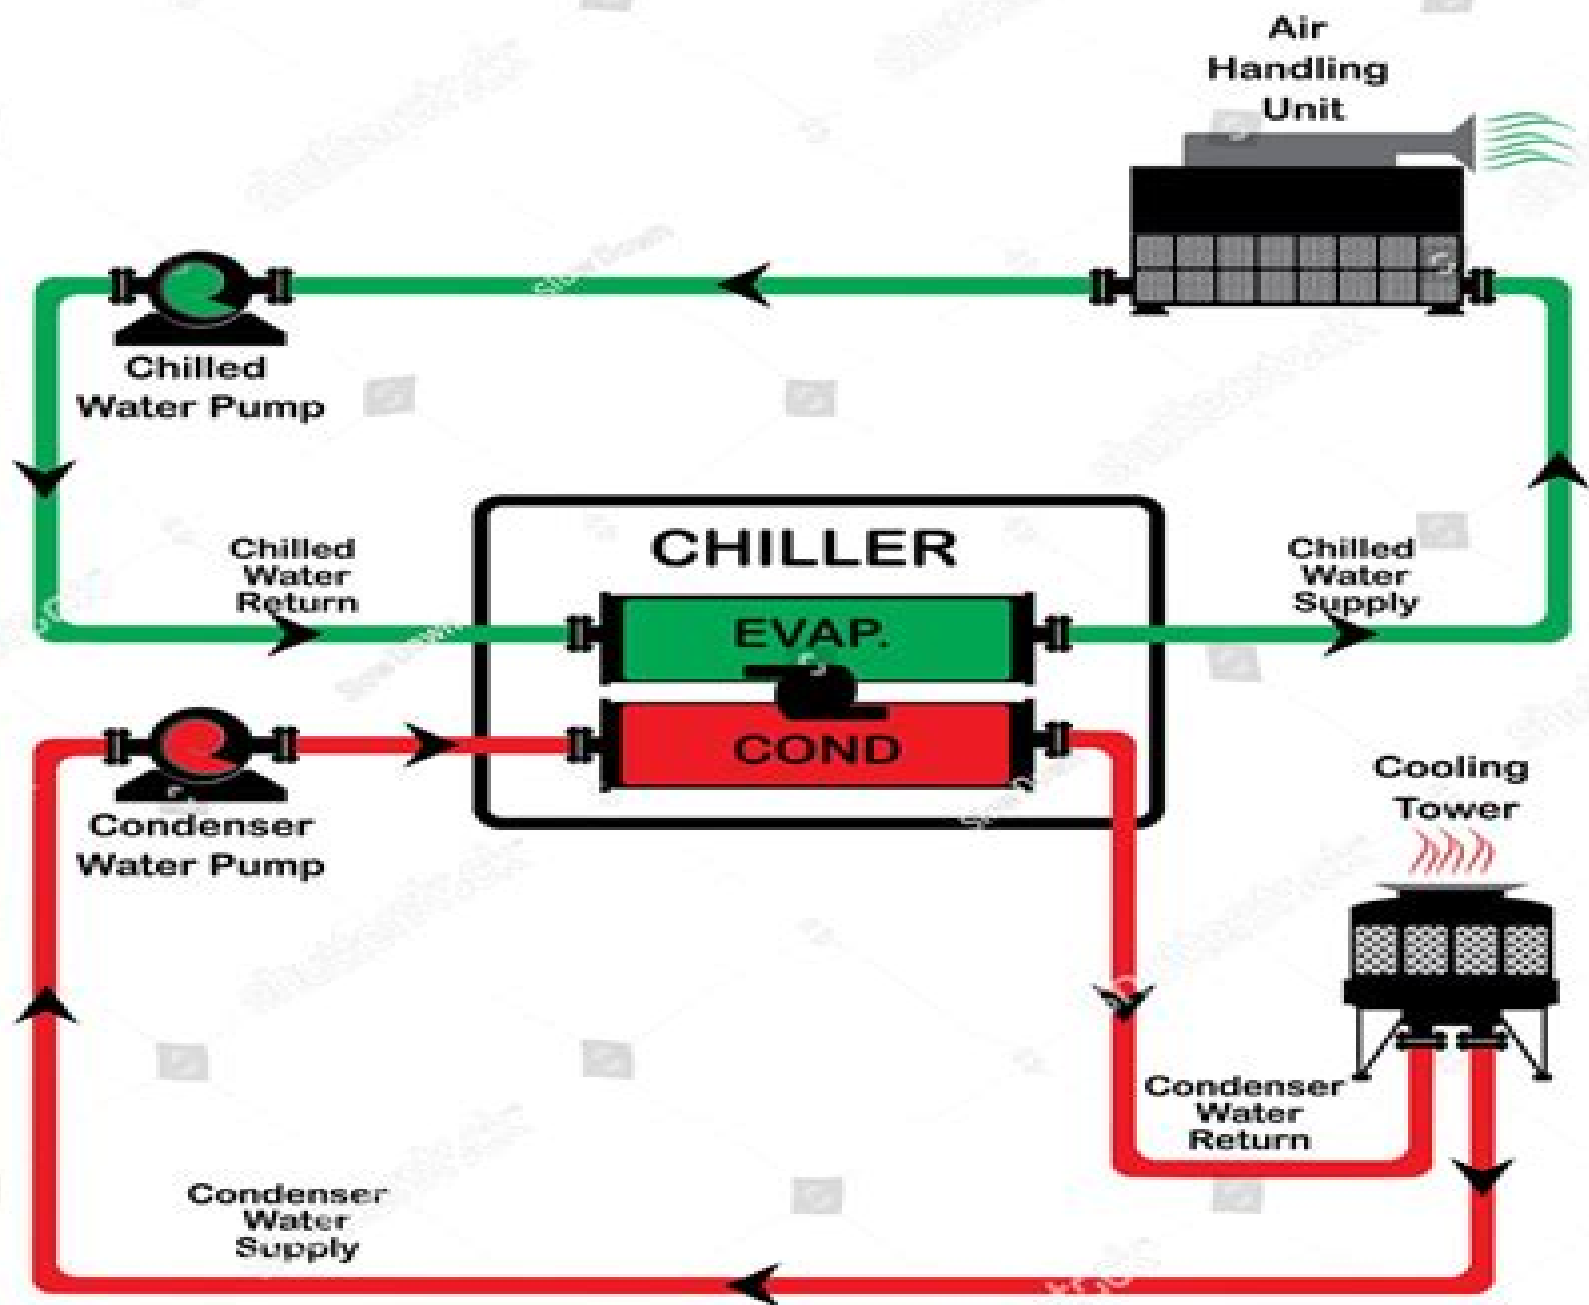 Air
Handling
Unit
Chilled
Water Pump
Chilled
Water
Return
CHILLER
EVAP.
COND
Chilled
Water
Supply
Condenser
Water Pump
Cooling
Tower
Condenser
Water
Return
Condenser
Water
Supply